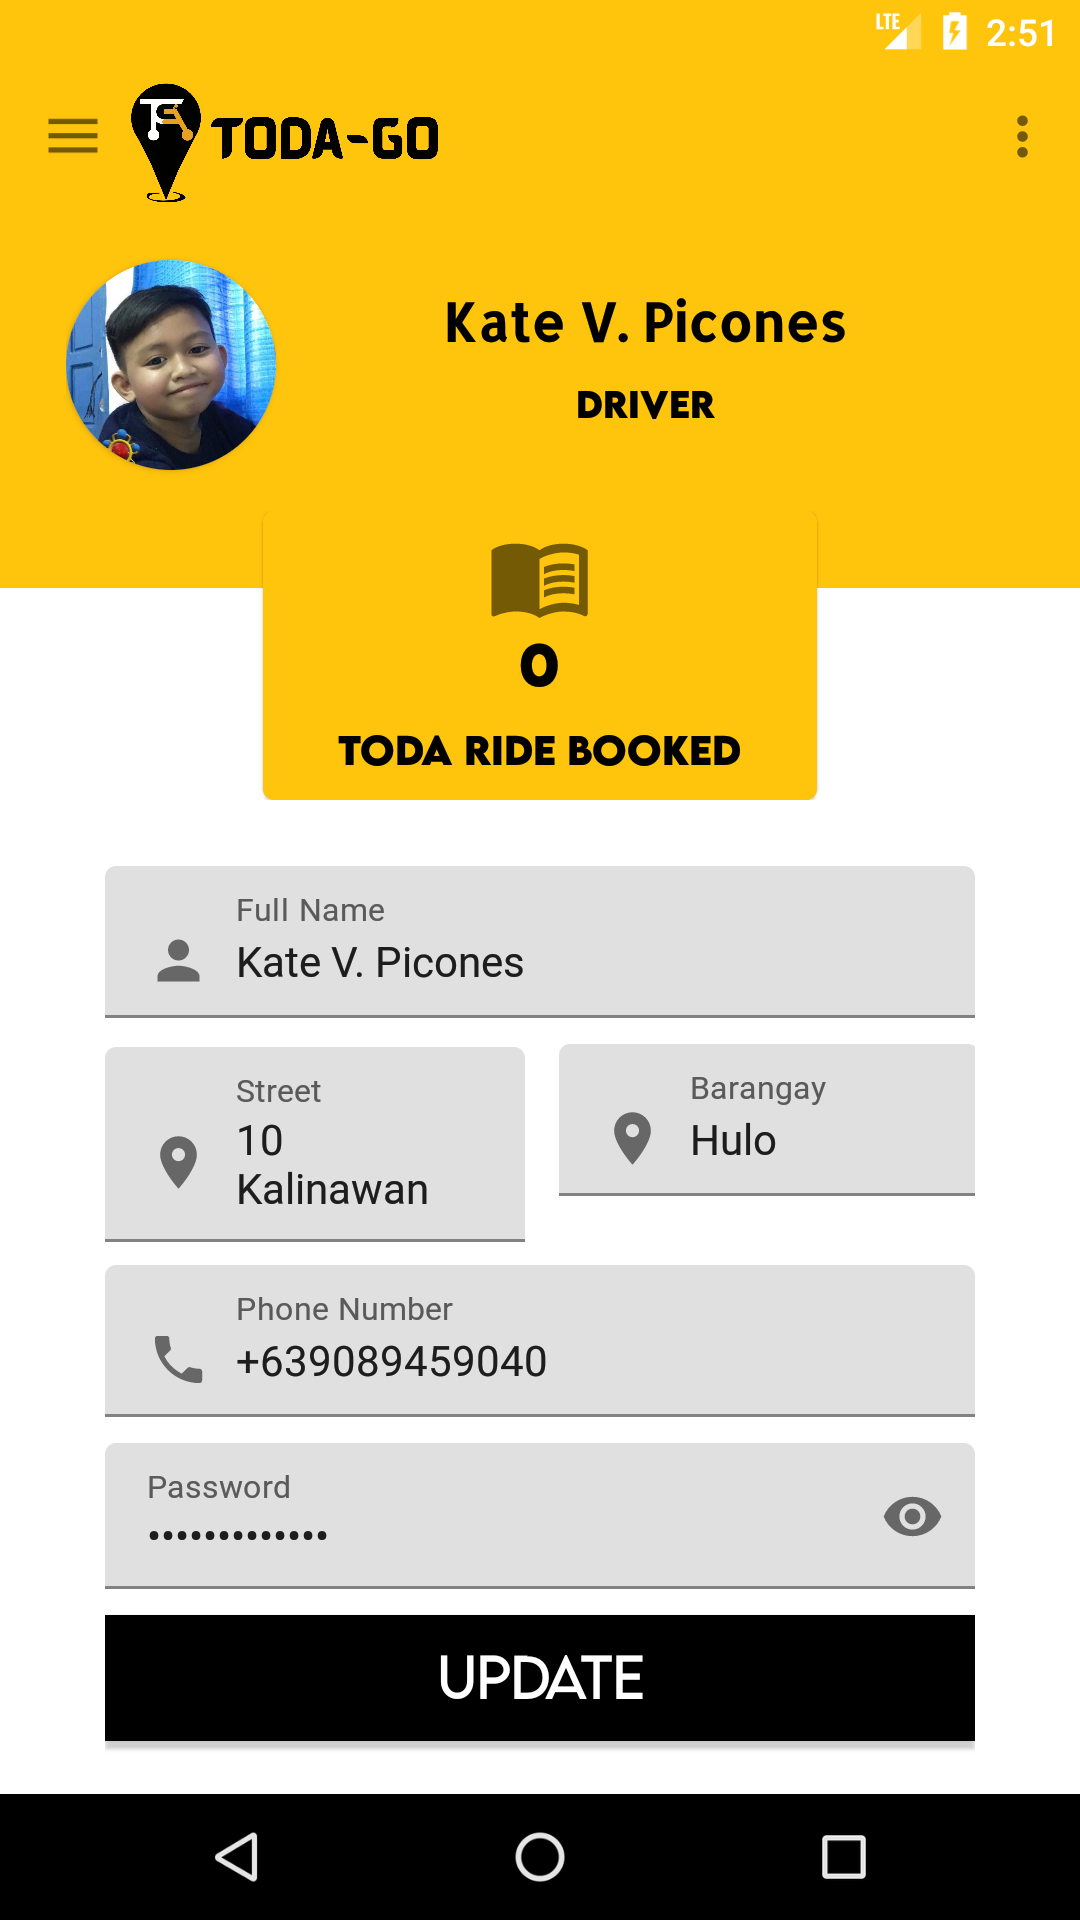 LTE 2:51
TODA-GO
Kate V. Picones
DRIVER
0
TODA RIDE BOOKED
Full Name
Kate V. Picones
Street
10
Kalinawan
Barangay
Hulo
Phone Number
+639089459040
Password
•••••••••••••
UPDATE